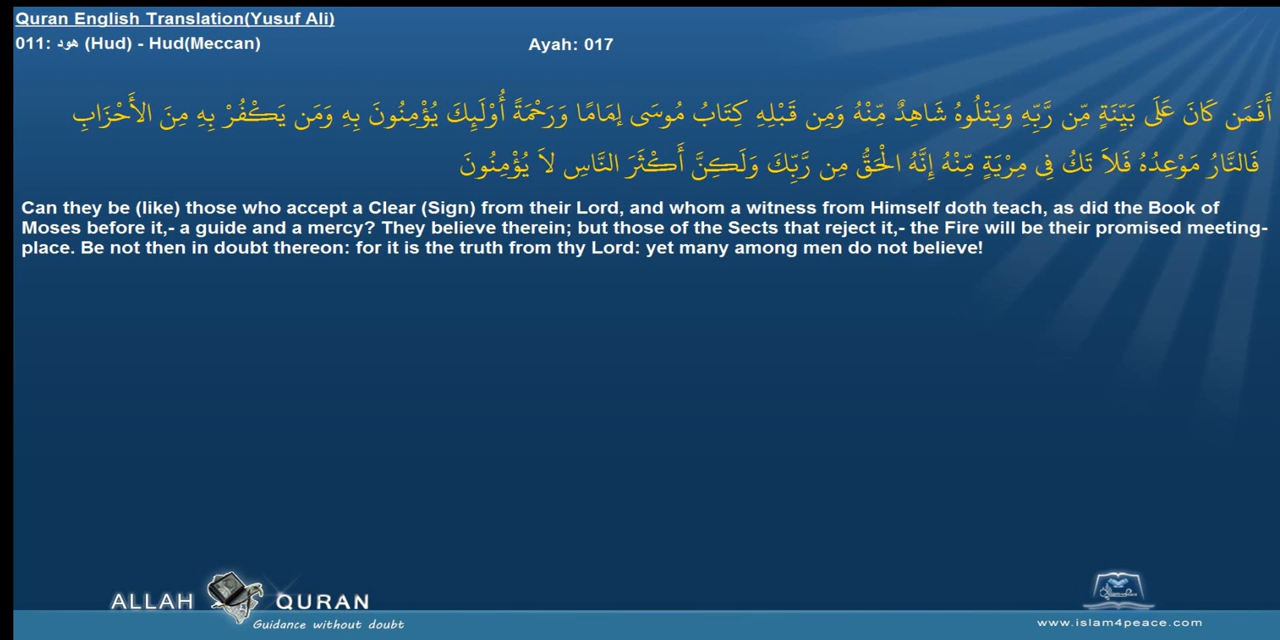 Quran English Translation(Yusuf Ali)
011: هود (Hud) - Hud(Meccan)
Ayah: 017
أَفَمَن كَانَ عَلَى بَيِّنَةٍ مِّن رَّبِّهِ وَيَتْلُوهُ شَاهِدٌ مِّنْهُ وَمِن قَبْلِهِ كِتَابُ مُوسَى إِمَامًا وَرَحْمَةً أُوْلَئِكَ يُؤْمِنُونَ بِهِ وَمَن يَكْفُرْ بِهِ مِنَ الأَحْزَابِ
فَالنَّارُ مَوْعِدُهُ فَلاَ تَكُ فِي مِرْيَةٍ مِّنْهُ إِنَّهُ الْحَقُّ مِن رَّبِّكَ وَلَكِنَّ أَكْثَرَ النَّاسِ لاَ يُؤْمِنُونَ
Can they be (like) those who accept a Clear (Sign) from their Lord, and whom a witness from Himself doth teach, as did the Book of
Moses before it,- a guide and a mercy? They believe therein; but those of the Sects that reject it,- the Fire will be their promised meeting-
place. Be not then in doubt thereon: for it is the truth from thy Lord: yet many among men do not believe!
ALLAH QURAN
Guidance without doubt
www.islam4peace.com